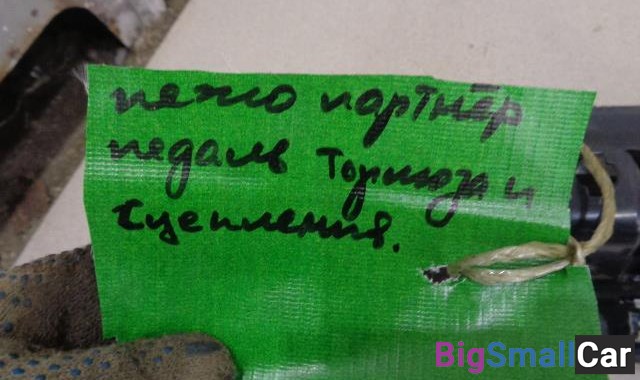 пежо партнёр
педаль тормоза и
сцепления.
BigSmallCar